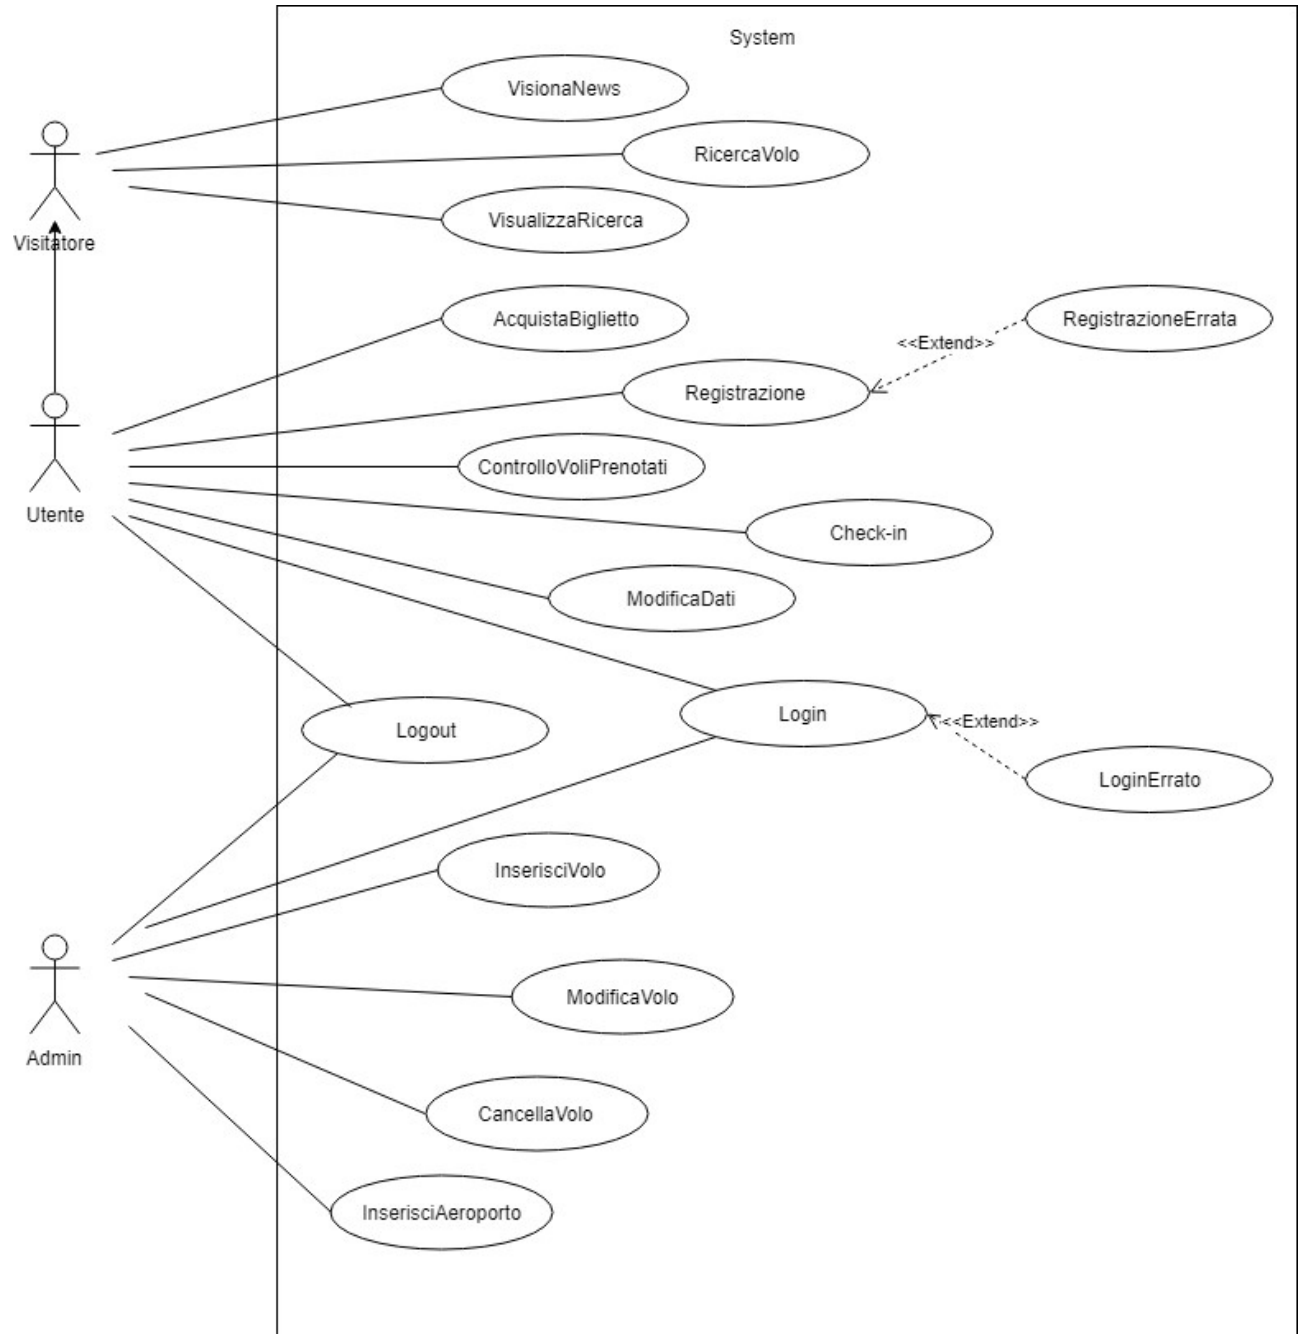 System
VisionaNews
RicercaVolo
VisualizzaRicerca
Visitatore
AcquistaBiglietto
RegistrazioneErrata
<<Extend>>
Registrazione
ControlloVoliPrenotati
Utente
Check-in
ModificaDati
Login
<<Extend>>
Logout
LoginErrato
InserisciVolo
ModificaVolo
Admin
CancellaVolo
InserisciAeroporto